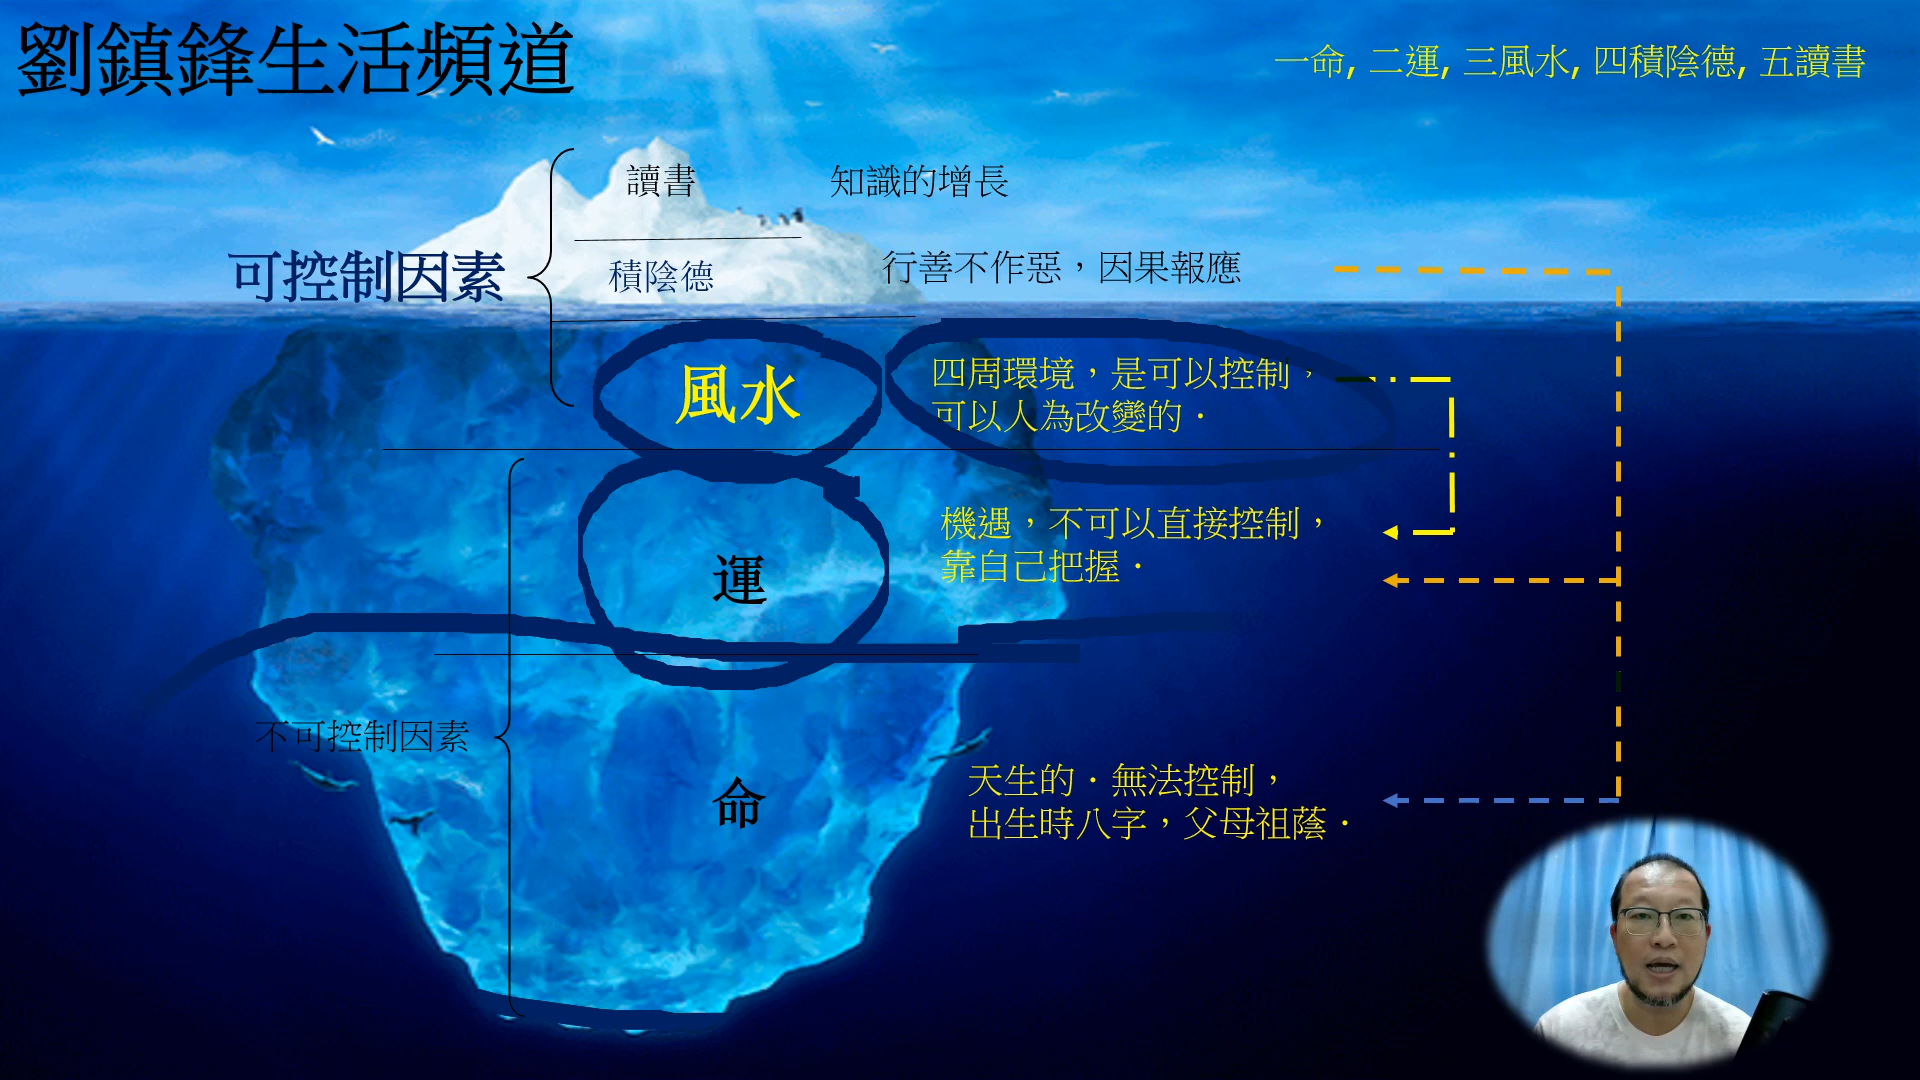 劉鎮鋒生活頻道
一命, 二運, 三風水, 四積陰德, 五讀書
讀書
知識的增長
可控制因素
積陰德
行善不作惡，因果報應
風水
四周環境，是可以控制，
可以人為改變的．
運
機遇，不可以直接控制，
靠自己把握．
不可控制因素
命
天生的．無法控制，
出生時八字，父母祖蔭．